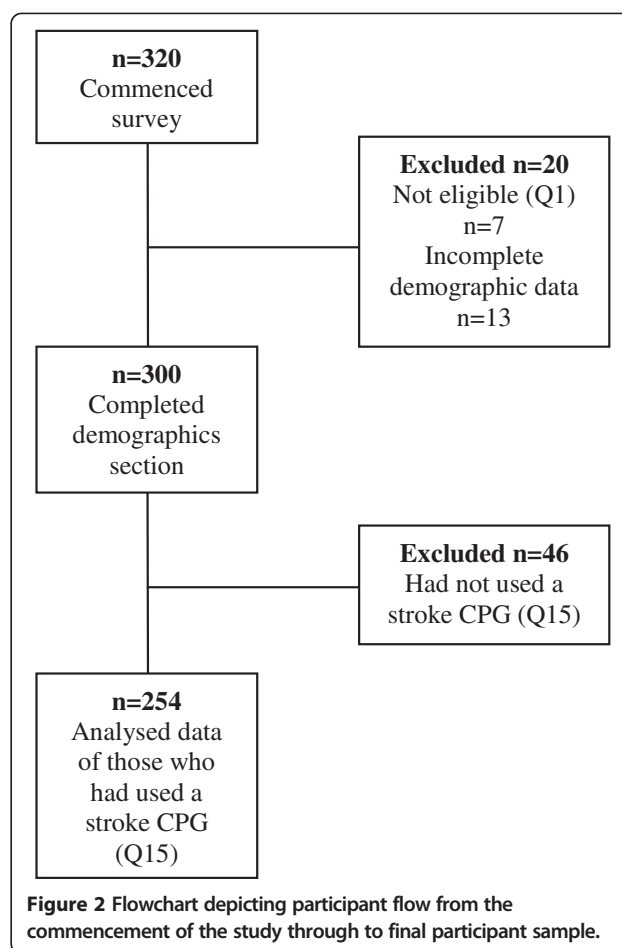 n=320
Commenced
survey
Excluded n=20
Not eligible (Q1)
n=7
Incomplete
demographic data
n=13
n=300
Completed
demographics
section
Excluded n=46
Had not used a
stroke CPG (Q15)
n=254
Analysed data
of those who
had used a
stroke CPG
(Q15)
Figure 2 Flowchart depicting participant flow from the
commencement of the study through to final participant sample.